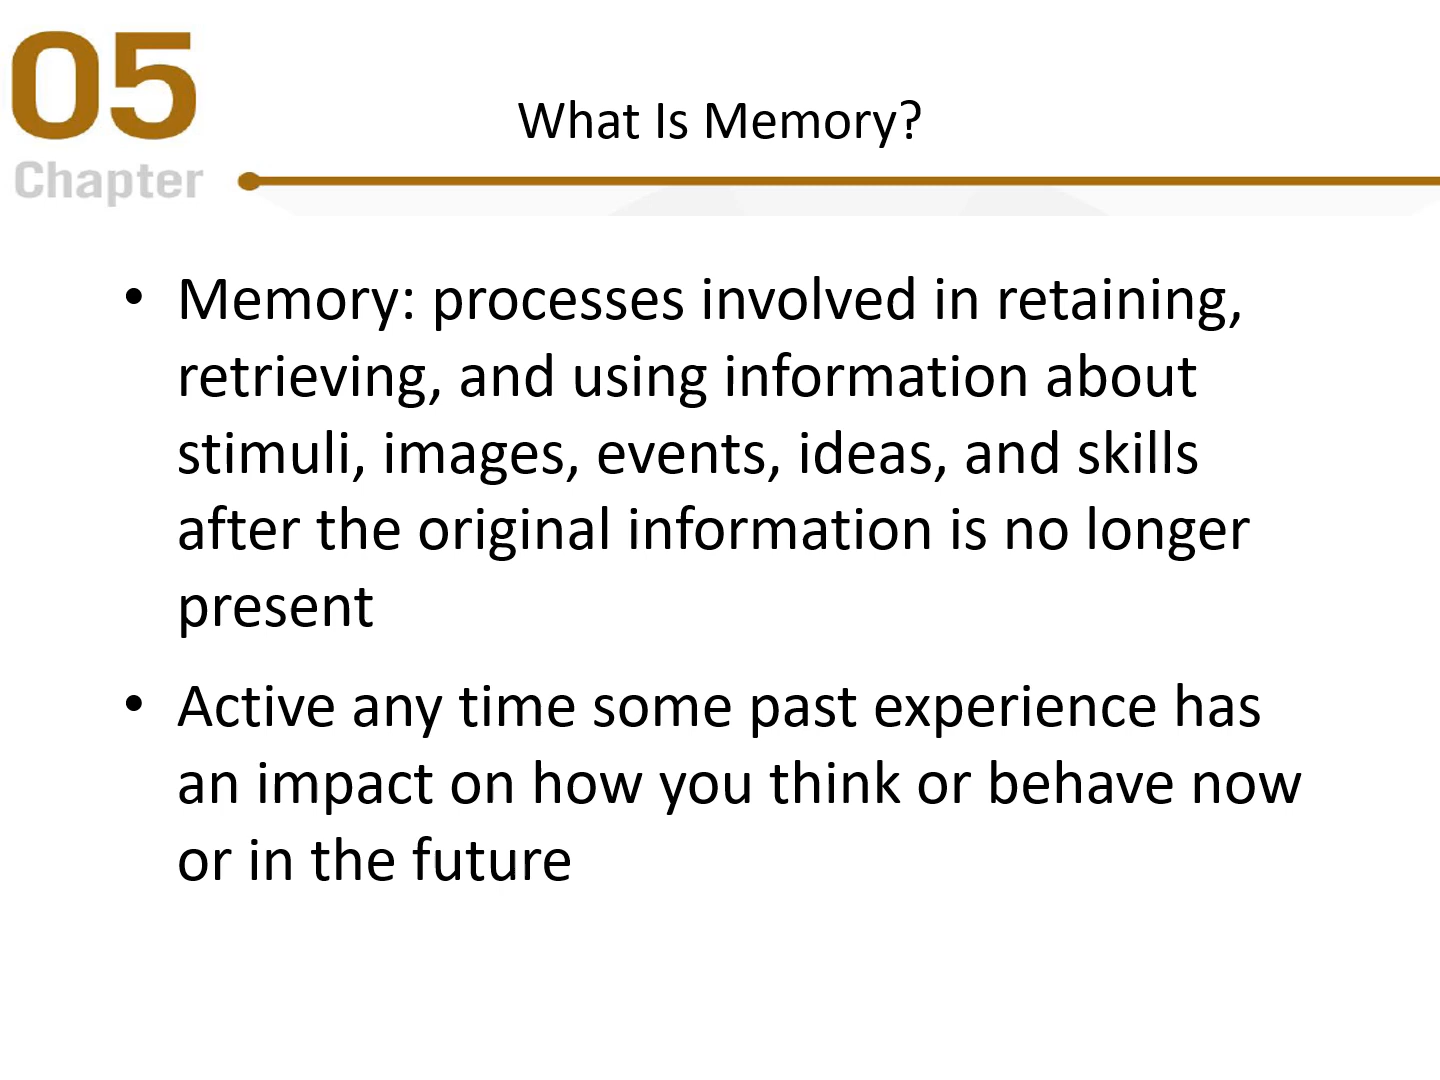 05
Chapter
What Is Memory?
• Memory: processes involved in retaining,
retrieving, and using information about
stimuli, images, events, ideas, and skills
after the original information is no longer
present
• Active any time some past experience has
an impact on how you think or behave now
or in the future